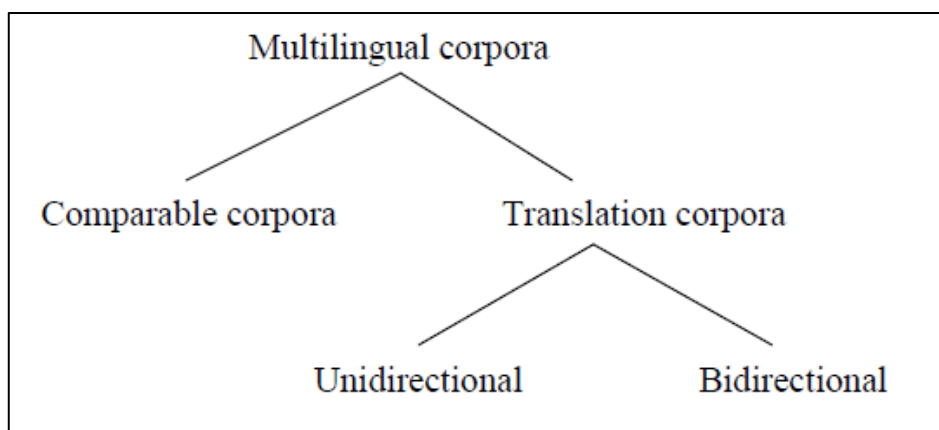 Multilingual corpora
Comparable corpora
Translation corpora
Unidirectional
Bidirectional